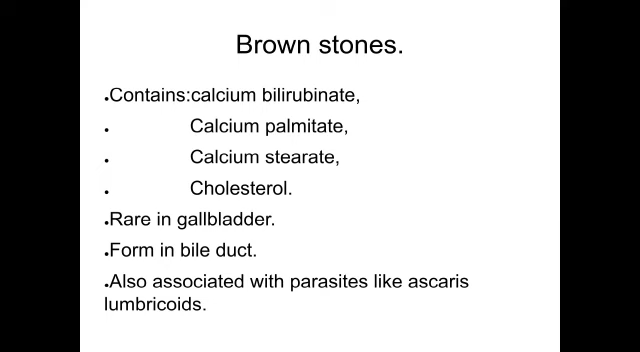 Brown stones.
•Contains:calcium bilirubinate,
• Calcium palmitate,
• Calcium stearate,
• Cholesterol.
•Rare in gallbladder.
•Form in bile duct.
•Also associated with parasites like ascaris
lumbricoids.